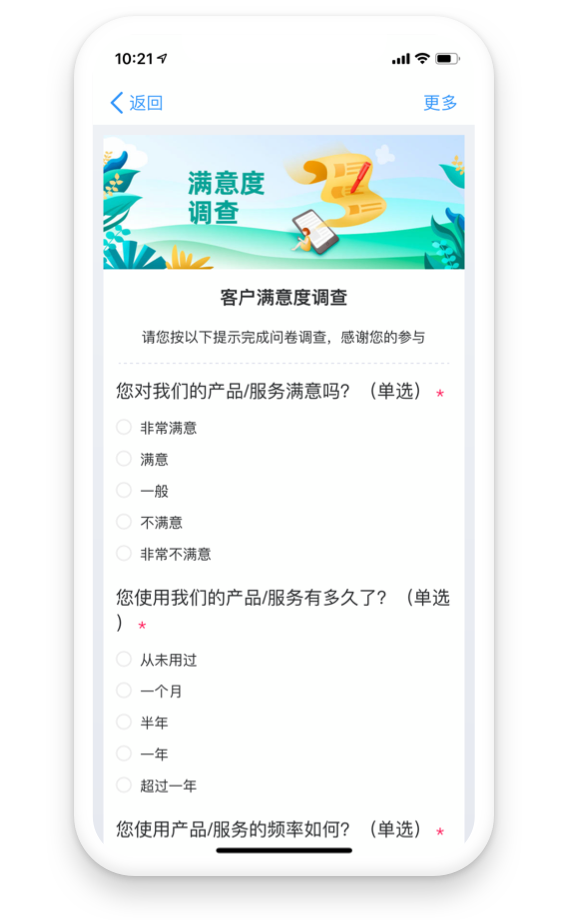 10:21
返回
更多
满意度
调查
客户满意度调查
请您按以下提示完成问卷调查，感谢您的参与
您对我们的产品/服务满意吗？（单选） *
非常满意
满意
一般
不满意
非常不满意
您使用我们的产品/服务有多久了？（单选
） *
从未用过
一个月
半年
一年
超过一年
您使用产品/服务的频率如何？（单选） *